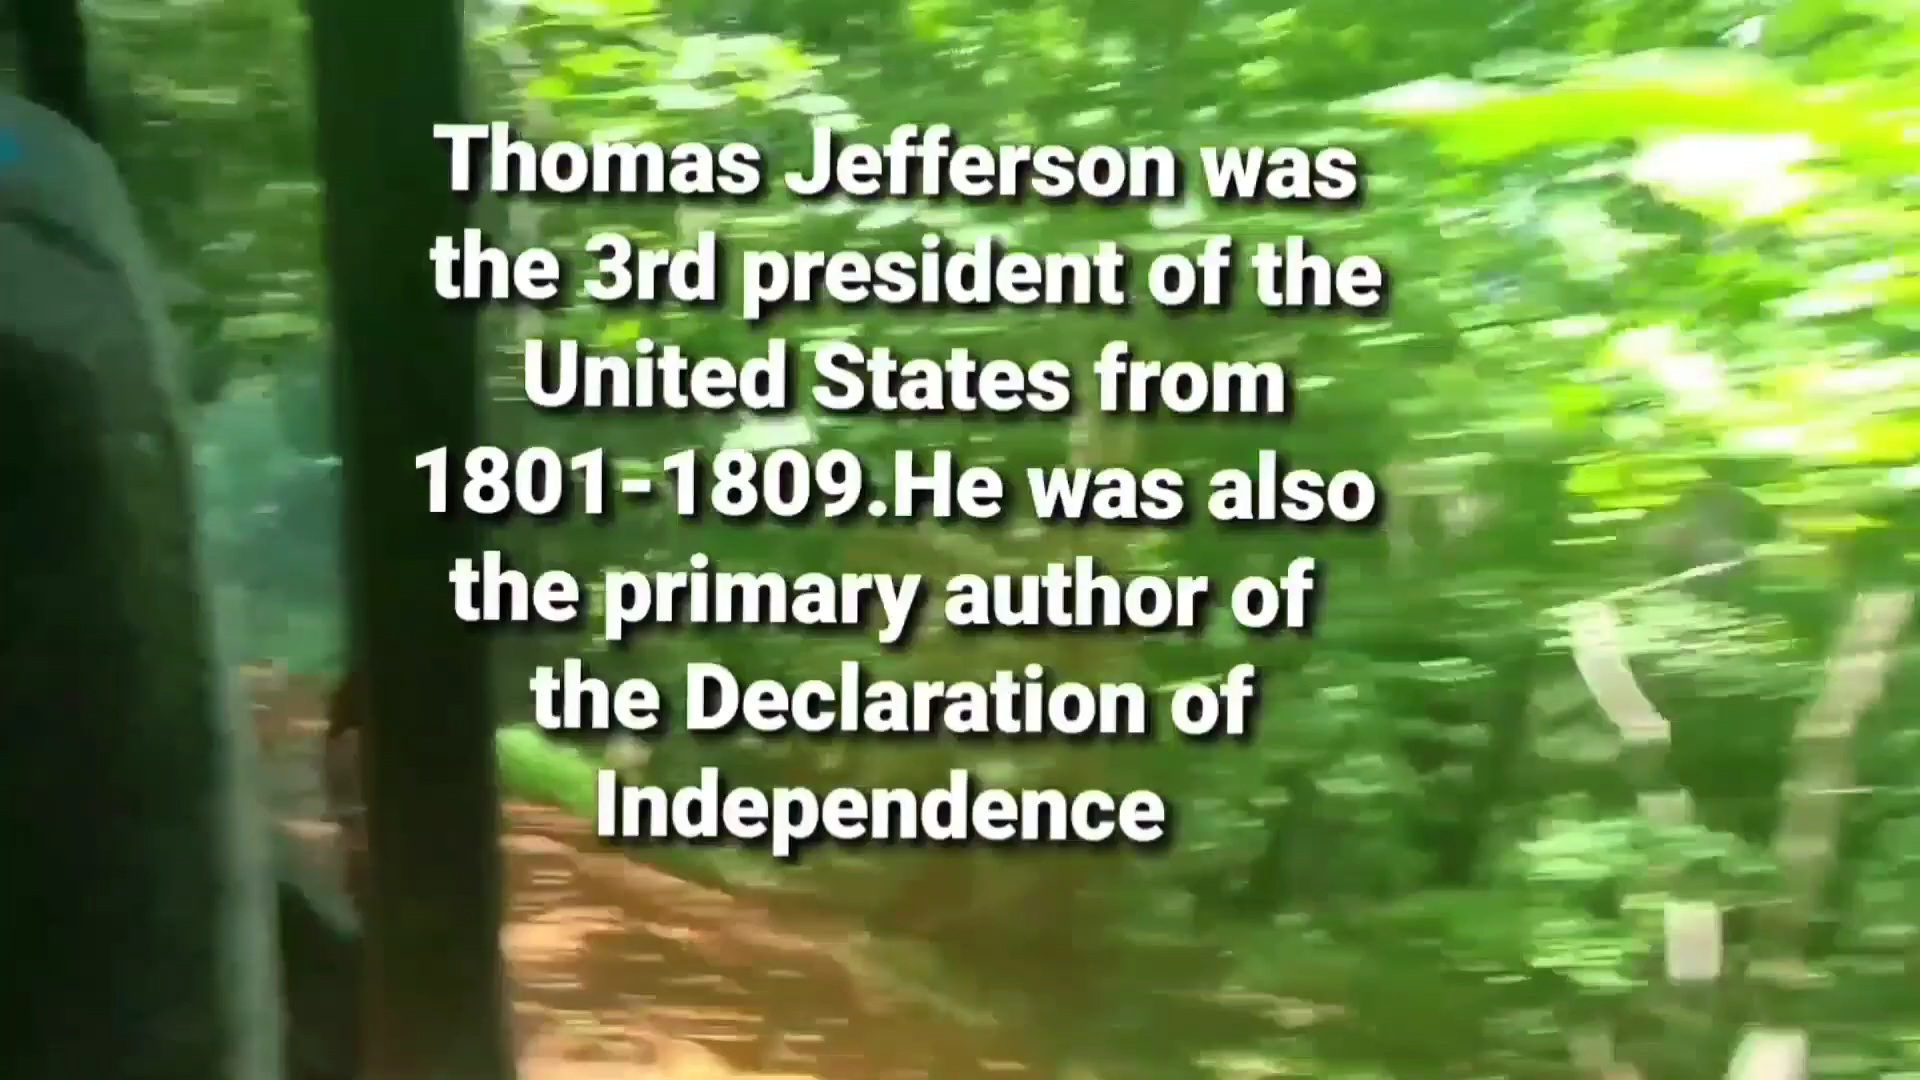 Thomas Jefferson was
the 3rd president of the
United States from
1801-1809.He was also
the primary author of
the Declaration of
Independence